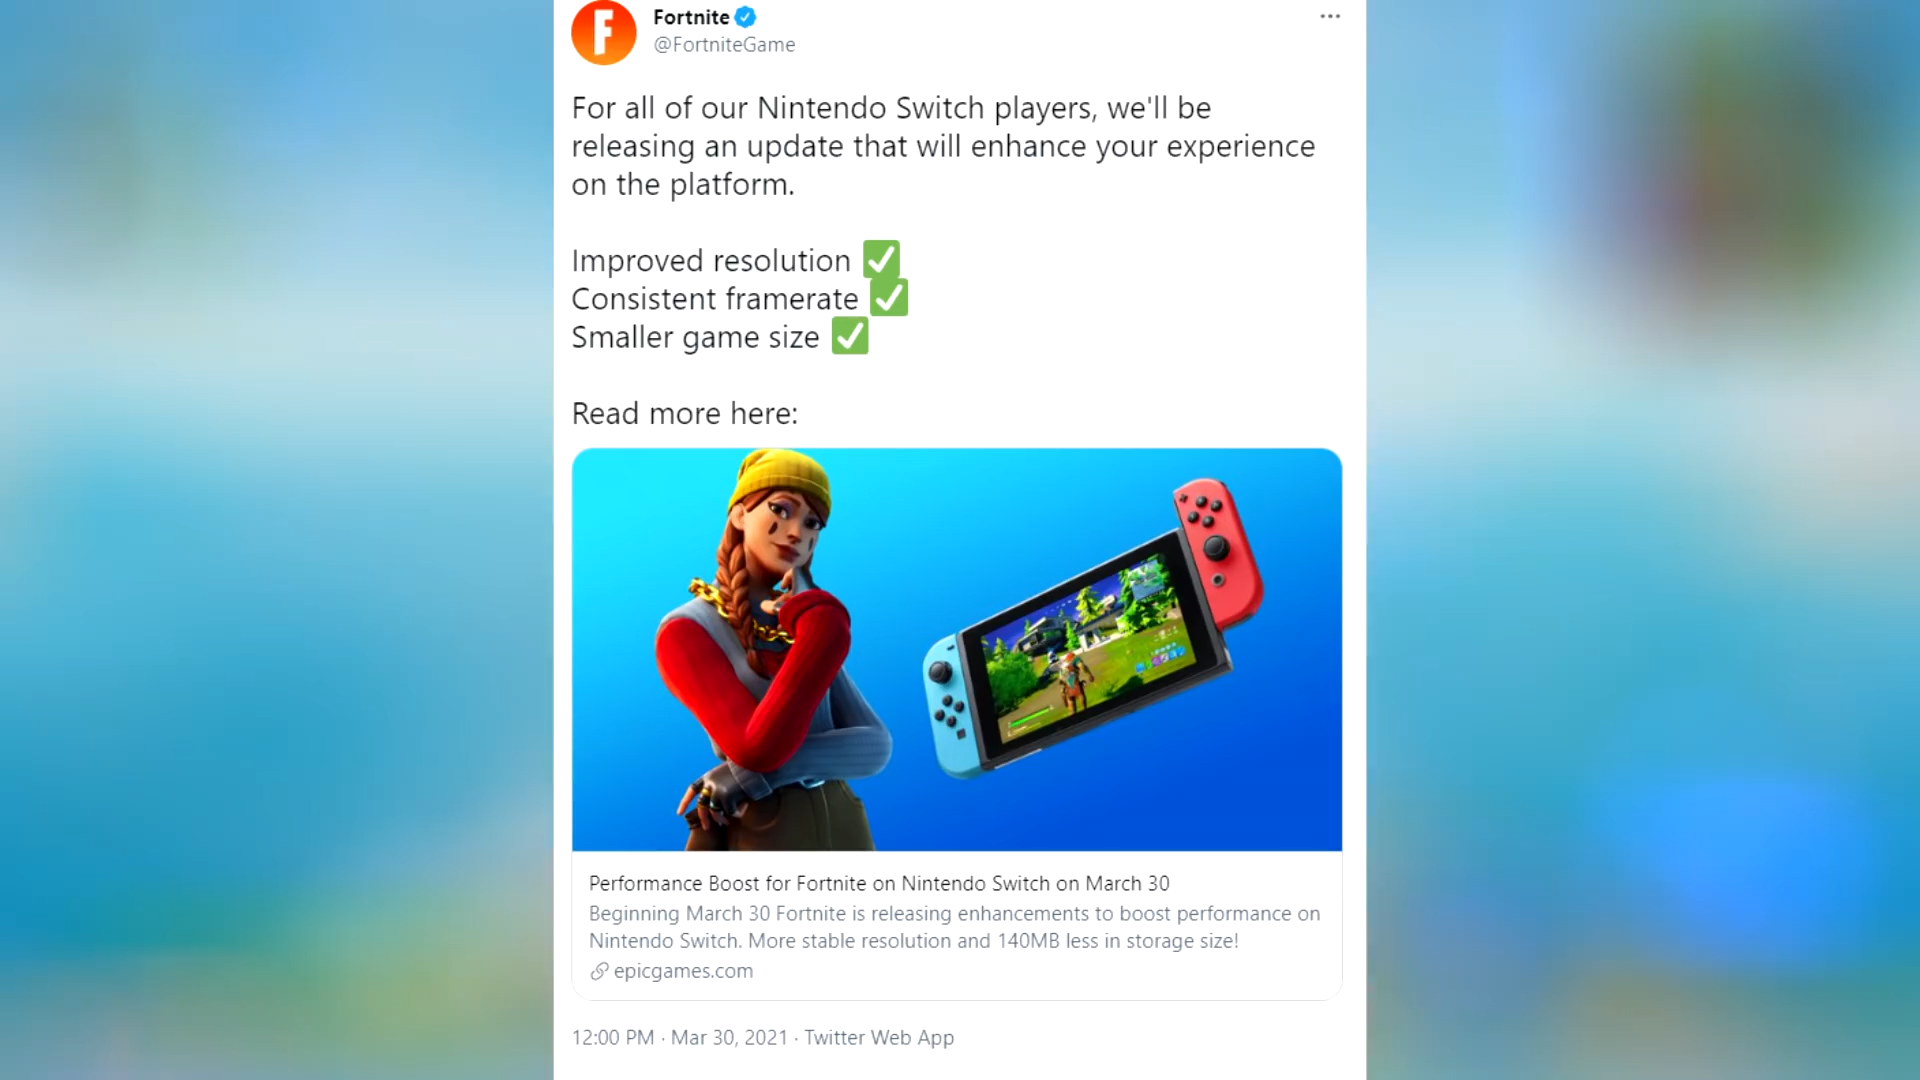 Fortnite
@FortniteGame
For all of our Nintendo Switch players, we'll be
releasing an update that will enhance your experience
on the platform.
Improved resolution ✅
Consistent framerate ✅
Smaller game size ✅
Read more here:
Performance Boost for Fortnite on Nintendo Switch on March 30
Beginning March 30 Fortnite is releasing enhancements to boost performance on
Nintendo Switch. More stable resolution and 140MB less in storage size!
epicgames.com
12:00 PM · Mar 30, 2021 · Twitter Web App